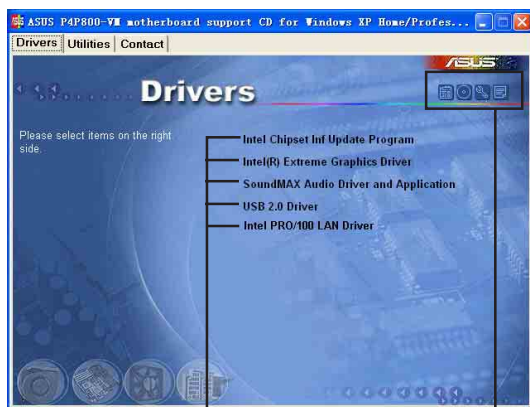 ASUS P4P800-VM motherboard support CD for Windows XP Home/Profes...
Drivers Utilities Contact
ASUS
Drivers
Please select items on the right
side.
Intel Chipset Inf Update Program
Intel(R) Extreme Graphics Driver
SoundMAX Audio Driver and Application
USB 2.0 Driver
Intel PRO/100 LAN Driver